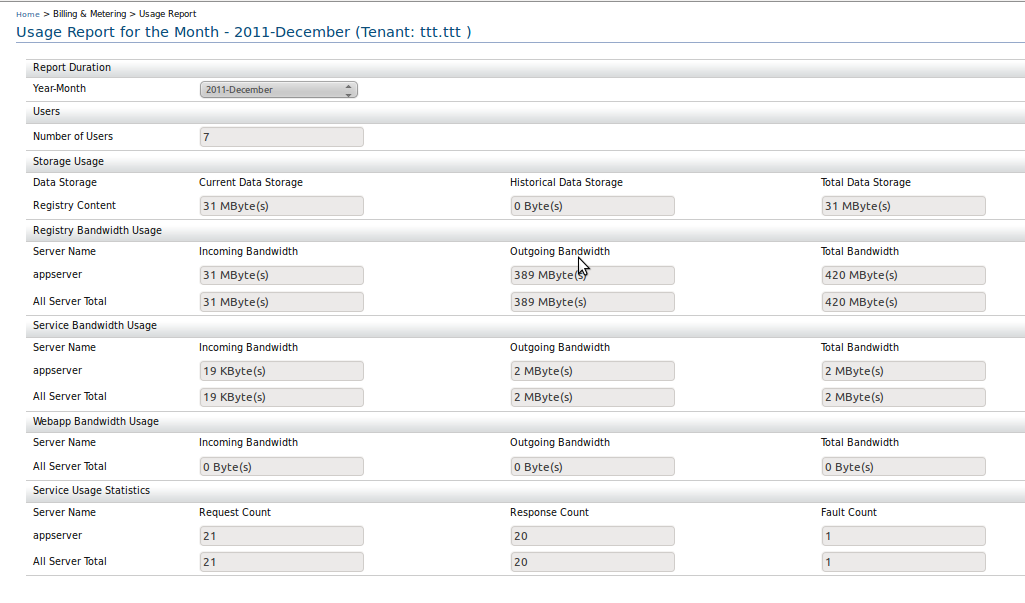 Home > Billing & Metering > Usage Report
Usage Report for the Month - 2011-December (Tenant: ttt.ttt )
Report Duration
Year-Month 2011-December
Users
Number of Users 7
Storage Usage
Data Storage Current Data Storage Historical Data Storage Total Data Storage
Registry Content 31 MByte(s) 0 Byte(s) 31 MByte(s)
Registry Bandwidth Usage
Server Name Incoming Bandwidth Outgoing Bandwidth Total Bandwidth
appserver 31 MByte(s) 389 MByte(s) 420 MByte(s)
All Server Total 31 MByte(s) 389 MByte(s) 420 MByte(s)
Service Bandwidth Usage
Server Name Incoming Bandwidth Outgoing Bandwidth Total Bandwidth
appserver 19 KByte(s) 2 MByte(s) 2 MByte(s)
All Server Total 19 KByte(s) 2 MByte(s) 2 MByte(s)
Webapp Bandwidth Usage
Server Name Incoming Bandwidth Outgoing Bandwidth Total Bandwidth
All Server Total 0 Byte(s) 0 Byte(s) 0 Byte(s)
Service Usage Statistics
Server Name Request Count Response Count Fault Count
appserver 21 20 1
All Server Total 21 20 1